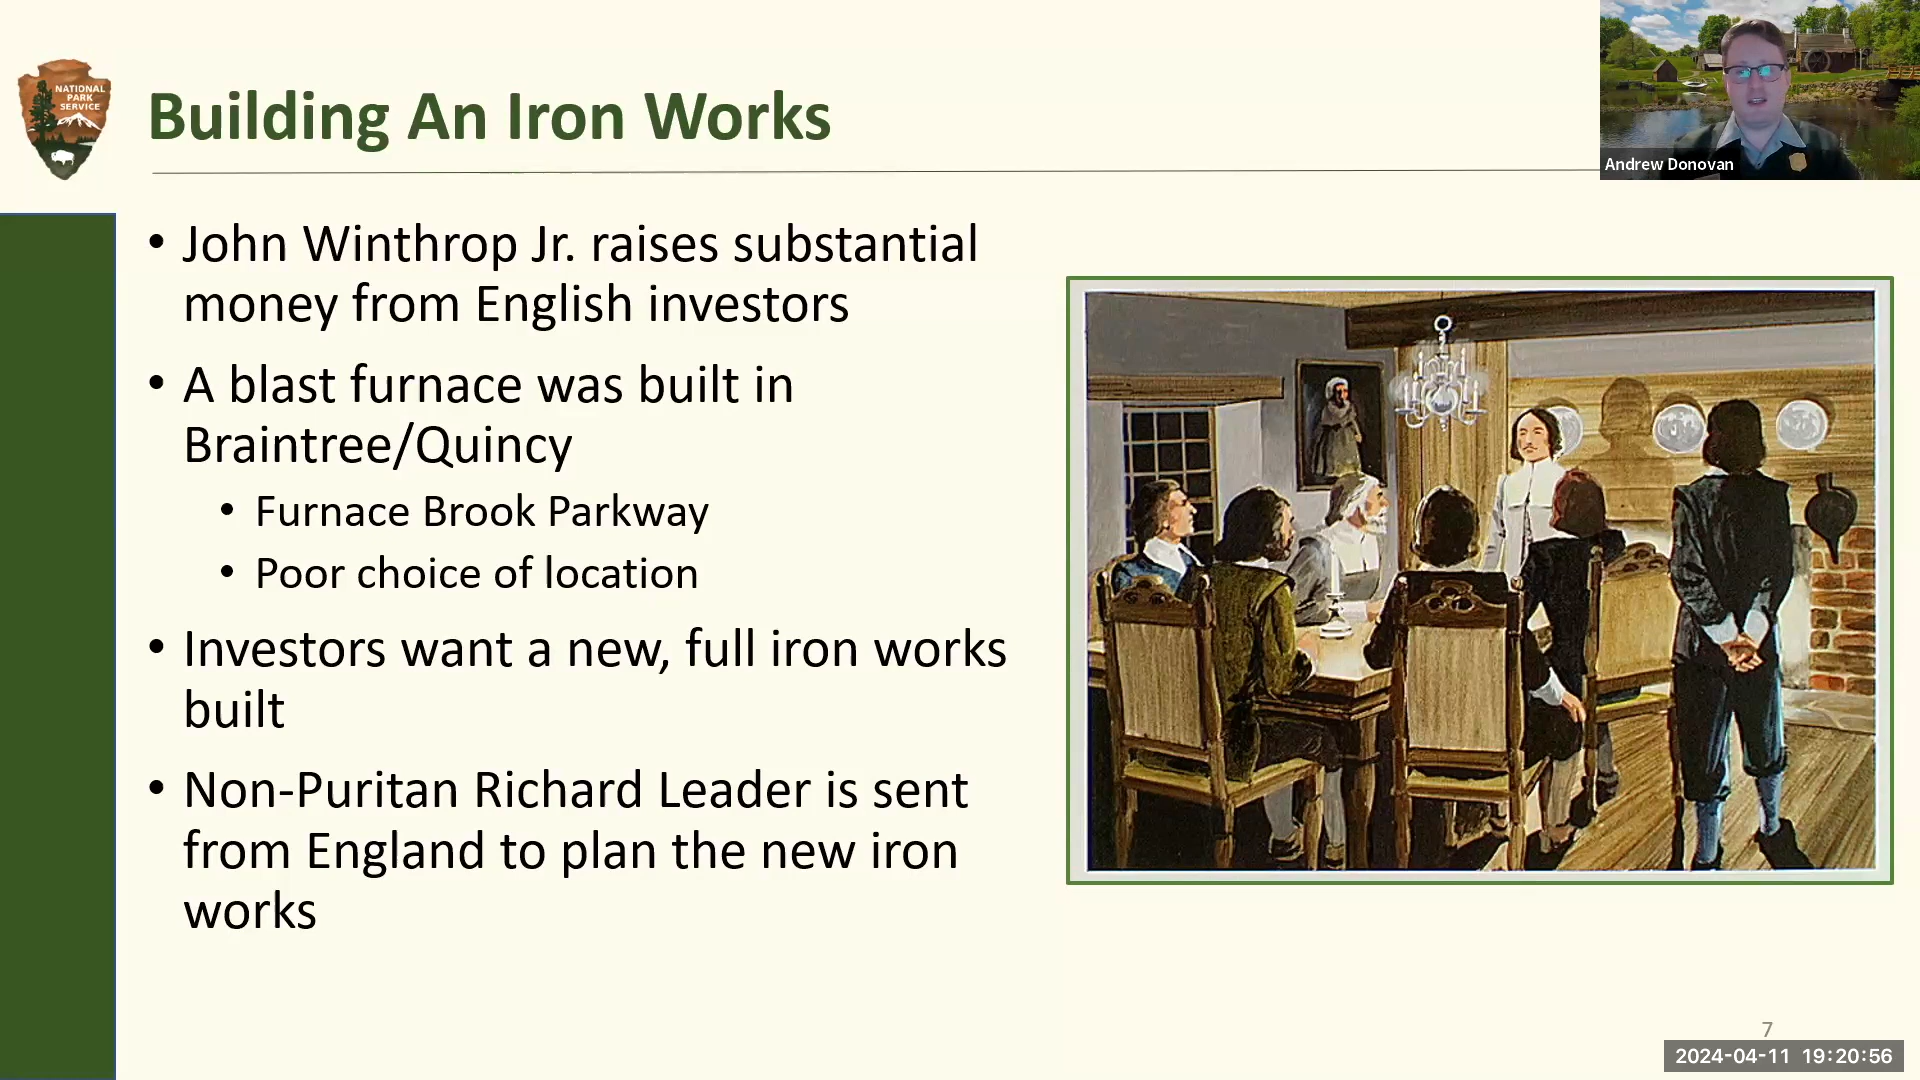 NATIONAL
PARK
SERVICE
Building An Iron Works
Andrew Donovan
• John Winthrop Jr. raises substantial
money from English investors
• A blast furnace was built in
Braintree/Quincy
• Furnace Brook Parkway
• Poor choice of location
• Investors want a new, full iron works
built
• Non-Puritan Richard Leader is sent
from England to plan the new iron
works
7
2024-04-11 19:20:56